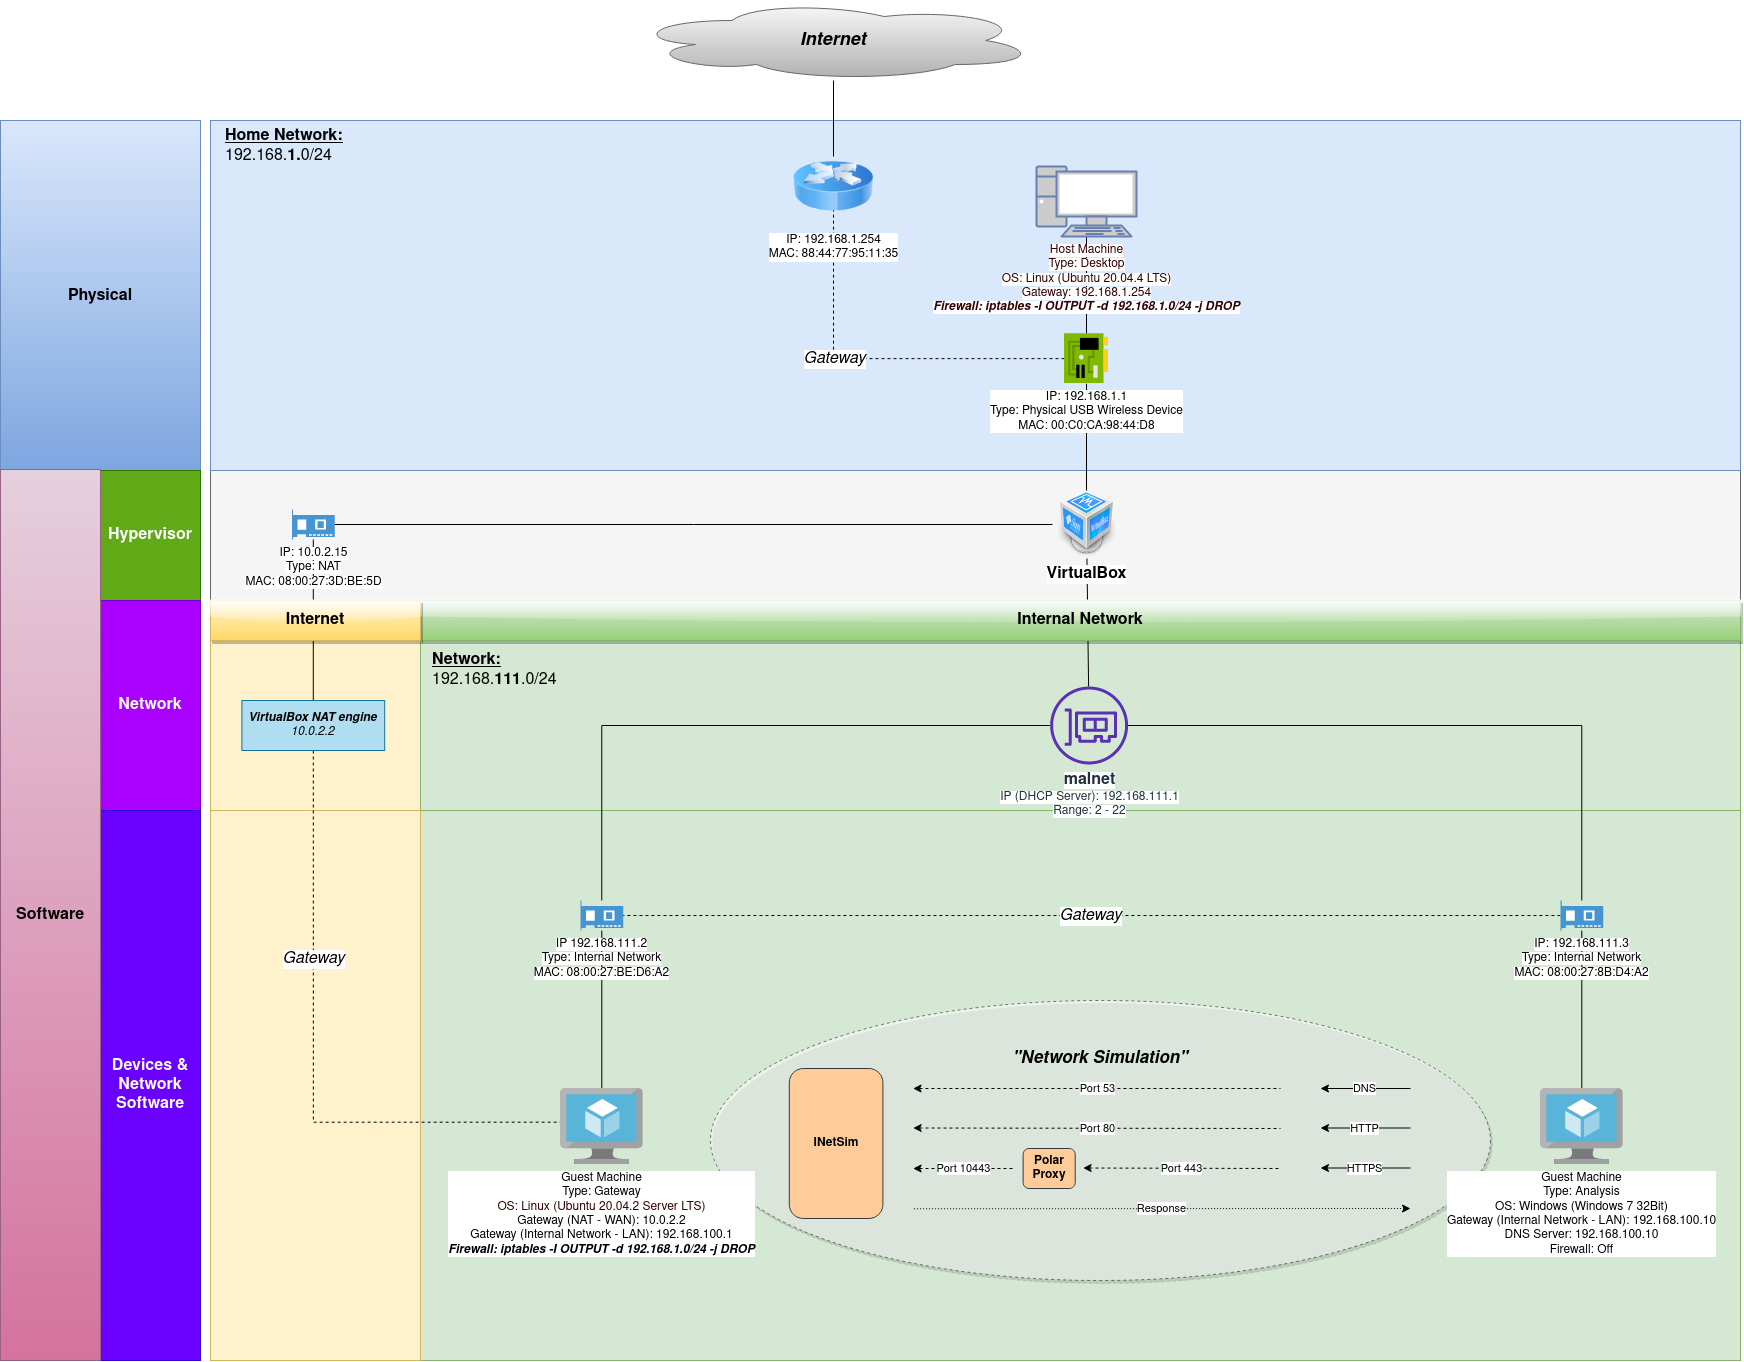 Internet
Home Network:
192.168.1.0/24
IP: 192.168.1.254
MAC: 88:44:77:95:11:35
Host Machine
Type: Desktop
OS: Linux (Ubuntu 20.04.4 LTS)
Gateway: 192.168.1.254
Firewall: iptables -I OUTPUT -d 192.168.1.0/24 -j DROP
Physical
Gateway
IP: 192.168.1.1
Type: Physical USB Wireless Device
MAC: 00:C0:CA:98:44:D8
Hypervisor
IP: 10.0.2.15
Type: NAT
MAC: 08:00:27:3D:BE:5D
VirtualBox
Internet
Internal Network
Network:
192.168.111.0/24
Network
VirtualBox NAT engine
10.0.2.2
malnet
IP (DHCP Server): 192.168.111.1
Range: 2 - 22
Software
Gateway
Gateway
IP 192.168.111.2
Type: Internal Network
MAC: 08:00:27:BE:D6:A2
IP: 192.168.111.3
Type: Internal Network
MAC: 08:00:27:8B:D4:A2
Devices &
Network
Software
"Network Simulation"
INetSim
Port 53
DNS
Port 80
HTTP
Port 10443
Polar
Proxy
Port 443
HTTPS
Response
Guest Machine
Type: Gateway
OS: Linux (Ubuntu 20.04.2 Server LTS)
Gateway (NAT - WAN): 10.0.2.2
Gateway (Internal Network - LAN): 192.168.100.1
Firewall: iptables -I OUTPUT -d 192.168.1.0/24 -j DROP
Guest Machine
Type: Analysis
OS: Windows (Windows 7 32Bit)
Gateway (Internal Network - LAN): 192.168.100.10
DNS Server: 192.168.100.10
Firewall: Off